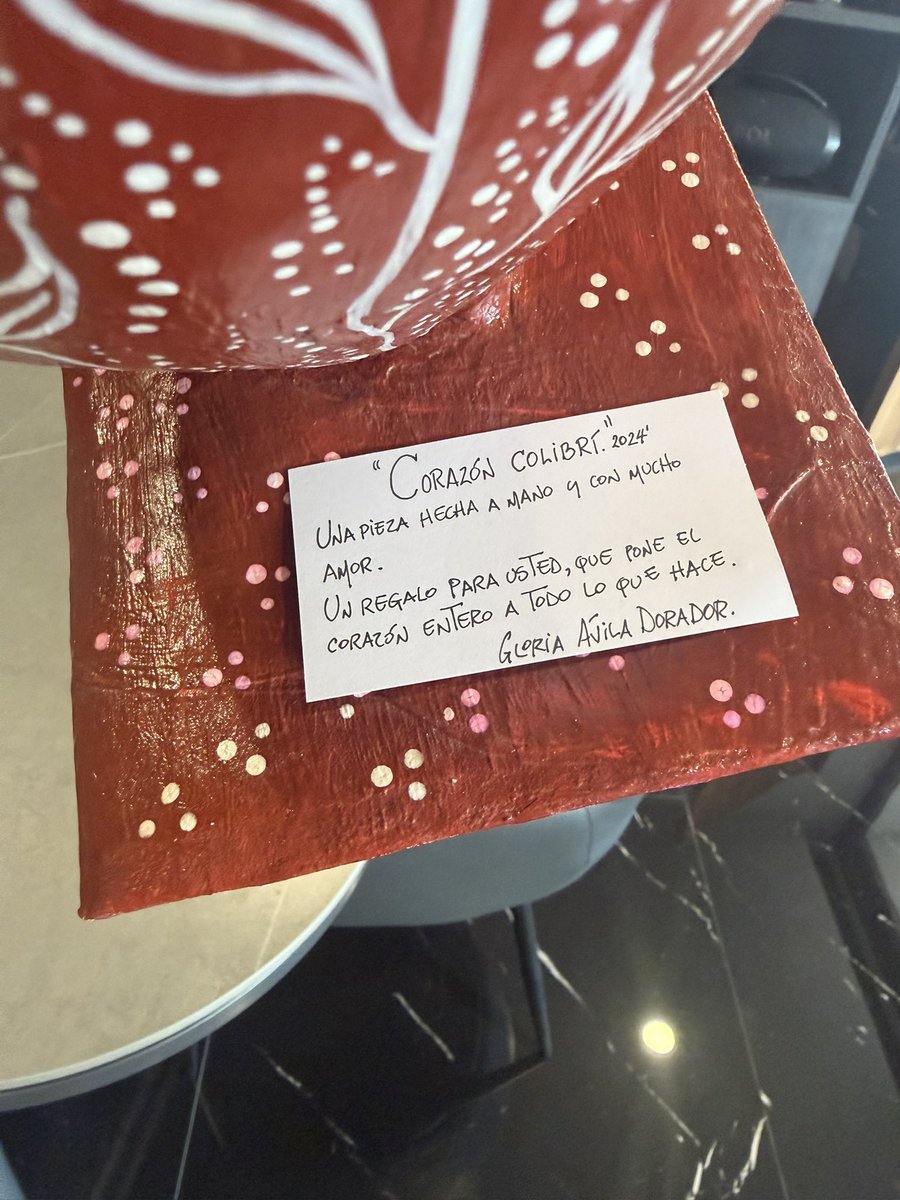 "CORAZÓN COLIBRÍ." 2024'
UNA PIEZA HECHA A MANO Y CON MUCHO
AMOR.
UN REGALO PARA USTED, QUE PONE EL
CORAZÓN ENTERO A TODO LO QUE HACE.
GLORIA ÁVILA DORADOR.